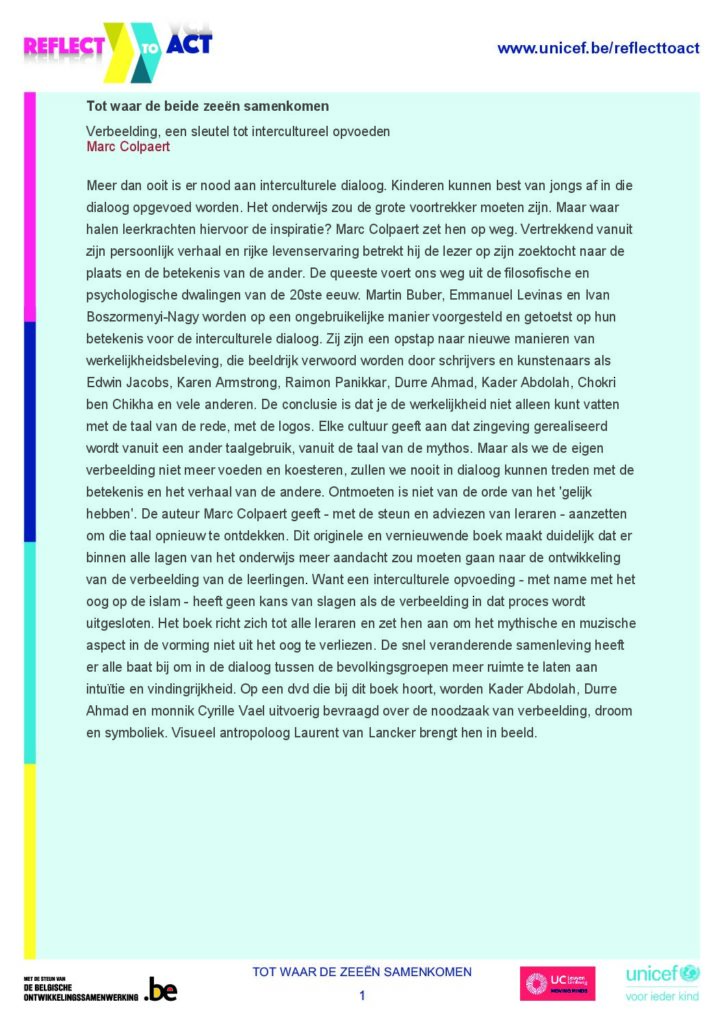 REFLECT TO ACT
www.unicef.be/reflecttoact
Tot waar de beide zeeën samenkomen
Verbeelding, een sleutel tot intercultureel opvoeden
Marc Colpaert
Meer dan ooit is er nood aan interculturele dialoog. Kinderen kunnen best van jongs af in die
dialoog opgevoed worden. Het onderwijs zou de grote voortrekker moeten zijn. Maar waar
halen leerkrachten hiervoor de inspiratie? Marc Colpaert zet hen op weg. Vertrekkend vanuit
zijn persoonlijk verhaal en rijke levenservaring betrekt hij de lezer op zijn zoektocht naar de
plaats en de betekenis van de ander. De queeste voert ons weg uit de filosofische en
psychologische dwalingen van de 20ste eeuw. Martin Buber, Emmanuel Levinas en Ivan
Boszormenyi-Nagy worden op een ongebruikelijke manier voorgesteld en getoetst op hun
betekenis voor de interculturele dialoog. Zij zijn een opstap naar nieuwe manieren van
werkelijkheidsbeleving, die beeldrijk verwoord worden door schrijvers en kunstenaars als
Edwin Jacobs, Karen Armstrong, Raimon Panikkar, Durre Ahmad, Kader Abdolah, Chokri
ben Chikha en vele anderen. De conclusie is dat je de werkelijkheid niet alleen kunt vatten
met de taal van de rede, met de logos. Elke cultuur geeft aan dat zingeving gerealiseerd
wordt vanuit een ander taalgebruik, vanuit de taal van de mythos. Maar als we de eigen
verbeelding niet meer voeden en koesteren, zullen we nooit in dialoog kunnen treden met de
betekenis en het verhaal van de andere. Ontmoeten is niet van de orde van het 'gelijk
hebben'. De auteur Marc Colpaert geeft - met de steun en adviezen van leraren - aanzetten
om die taal opnieuw te ontdekken. Dit originele en vernieuwende boek maakt duidelijk dat er
binnen alle lagen van het onderwijs meer aandacht zou moeten gaan naar de ontwikkeling
van de verbeelding van de leerlingen. Want een interculturele opvoeding - met name met het
oog op de islam - heeft geen kans van slagen als de verbeelding in dat proces wordt
uitgesloten. Het boek richt zich tot alle leraren en zet hen aan om het mythische en muzische
aspect in de vorming niet uit het oog te verliezen. De snel veranderende samenleving heeft
er alle baat bij om in de dialoog tussen de bevolkingsgroepen meer ruimte te laten aan
intuïtie en vindingrijkheid. Op een dvd die bij dit boek hoort, worden Kader Abdolah, Durre
Ahmad en monnik Cyrille Vael uitvoerig bevraagd over de noodzaak van verbeelding, droom
en symboliek. Visueel antropoloog Laurent van Lancker brengt hen in beeld.
MET DE STEUN VAN
DE BELGISCHE
ONTWIKKELINGSSAMENWERKING .be
TOT WAAR DE ZEEËN SAMENKOMEN
1
UC Leuven
Limburg
MOVING MINDS
unicef
voor ieder kind